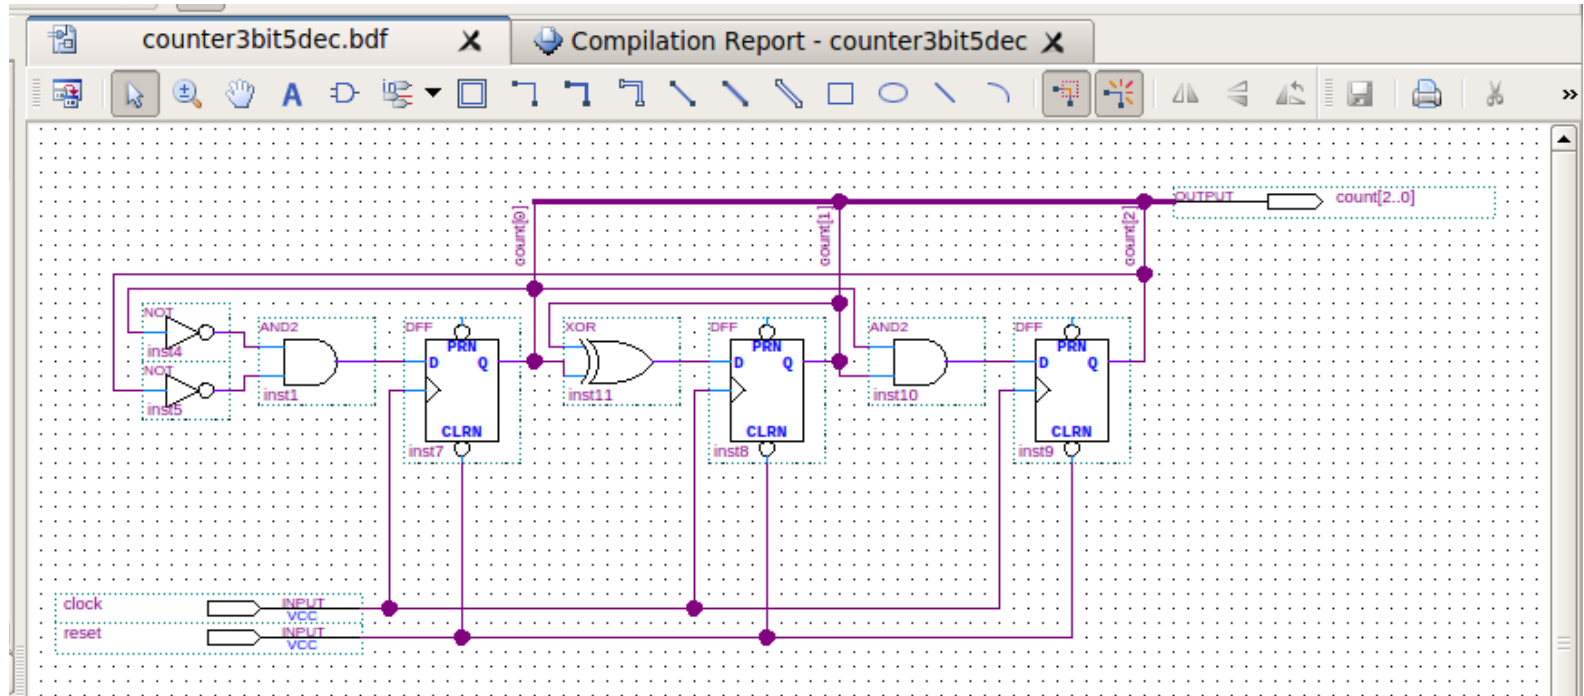 counter3bit5dec.bdf
Compilation Report - counter3bit5dec
A
»
OUTPUT
count[2..0]
count[0]
count[1]
count[2]
NOT
inst4
NOT
inst5
AND2
inst1
DFF
PRN
D
Q
CLRN
inst7
XOR
inst11
DFF
PRN
D
Q
CLRN
inst8
AND2
inst10
DFF
PRN
D
Q
CLRN
inst9
clock
INPUT
VCC
reset
INPUT
VCC